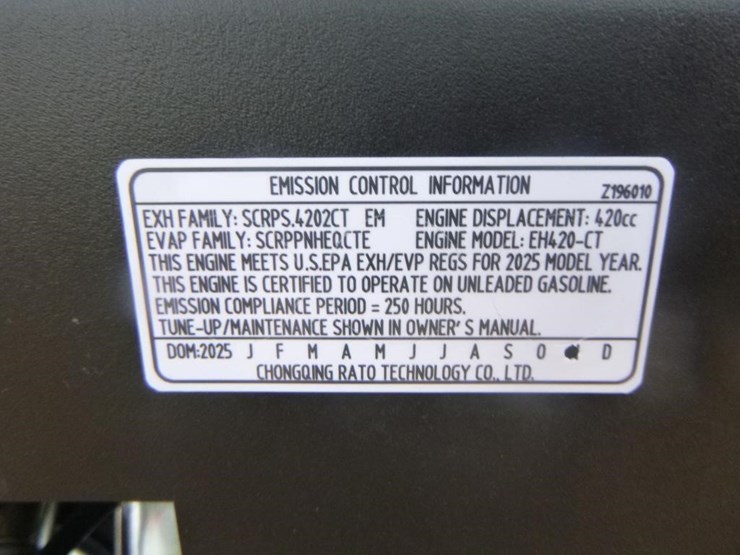 EMISSION CONTROL INFORMATION Z196010
EXH FAMILY: SCRPS.4202CT EM ENGINE DISPLACEMENT: 420cc
EVAP FAMILY: SCRPPNHEQ.CTE ENGINE MODEL: EH420-CT
THIS ENGINE MEETS U.S.EPA EXH/EVP REGS FOR 2025 MODEL YEAR.
THIS ENGINE IS CERTIFIED TO OPERATE ON UNLEADED GASOLINE.
EMISSION COMPLIANCE PERIOD = 250 HOURS.
TUNE-UP/MAINTENANCE SHOWN IN OWNER' S MANUAL.
DOM:2025 J F M A M J J A S O D
CHONGQING RATO TECHNOLOGY CO., LTD.